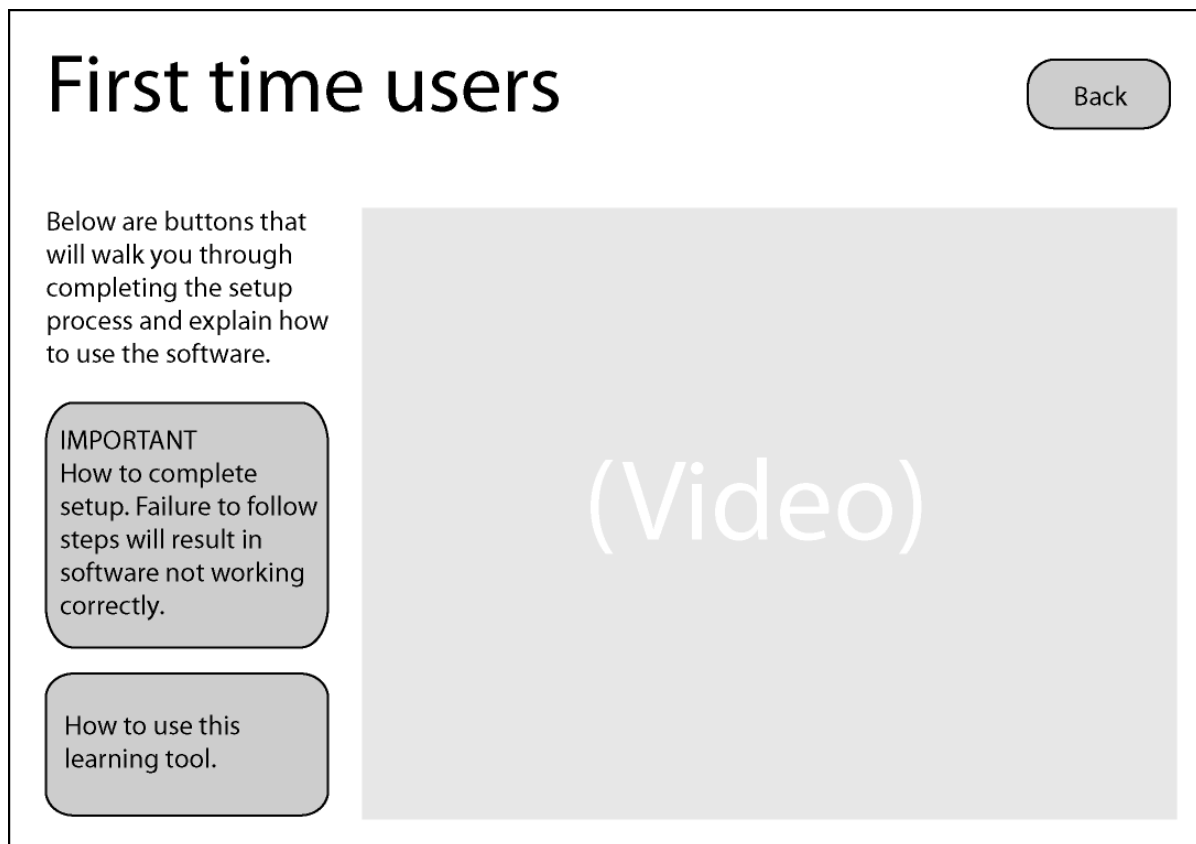 First time users
Back
Below are buttons that
will walk you through
completing the setup
process and explain how
to use the software.
IMPORTANT
How to complete
setup. Failure to follow
steps will result in
software not working
correctly.
How to use this
learning tool.
(Video)